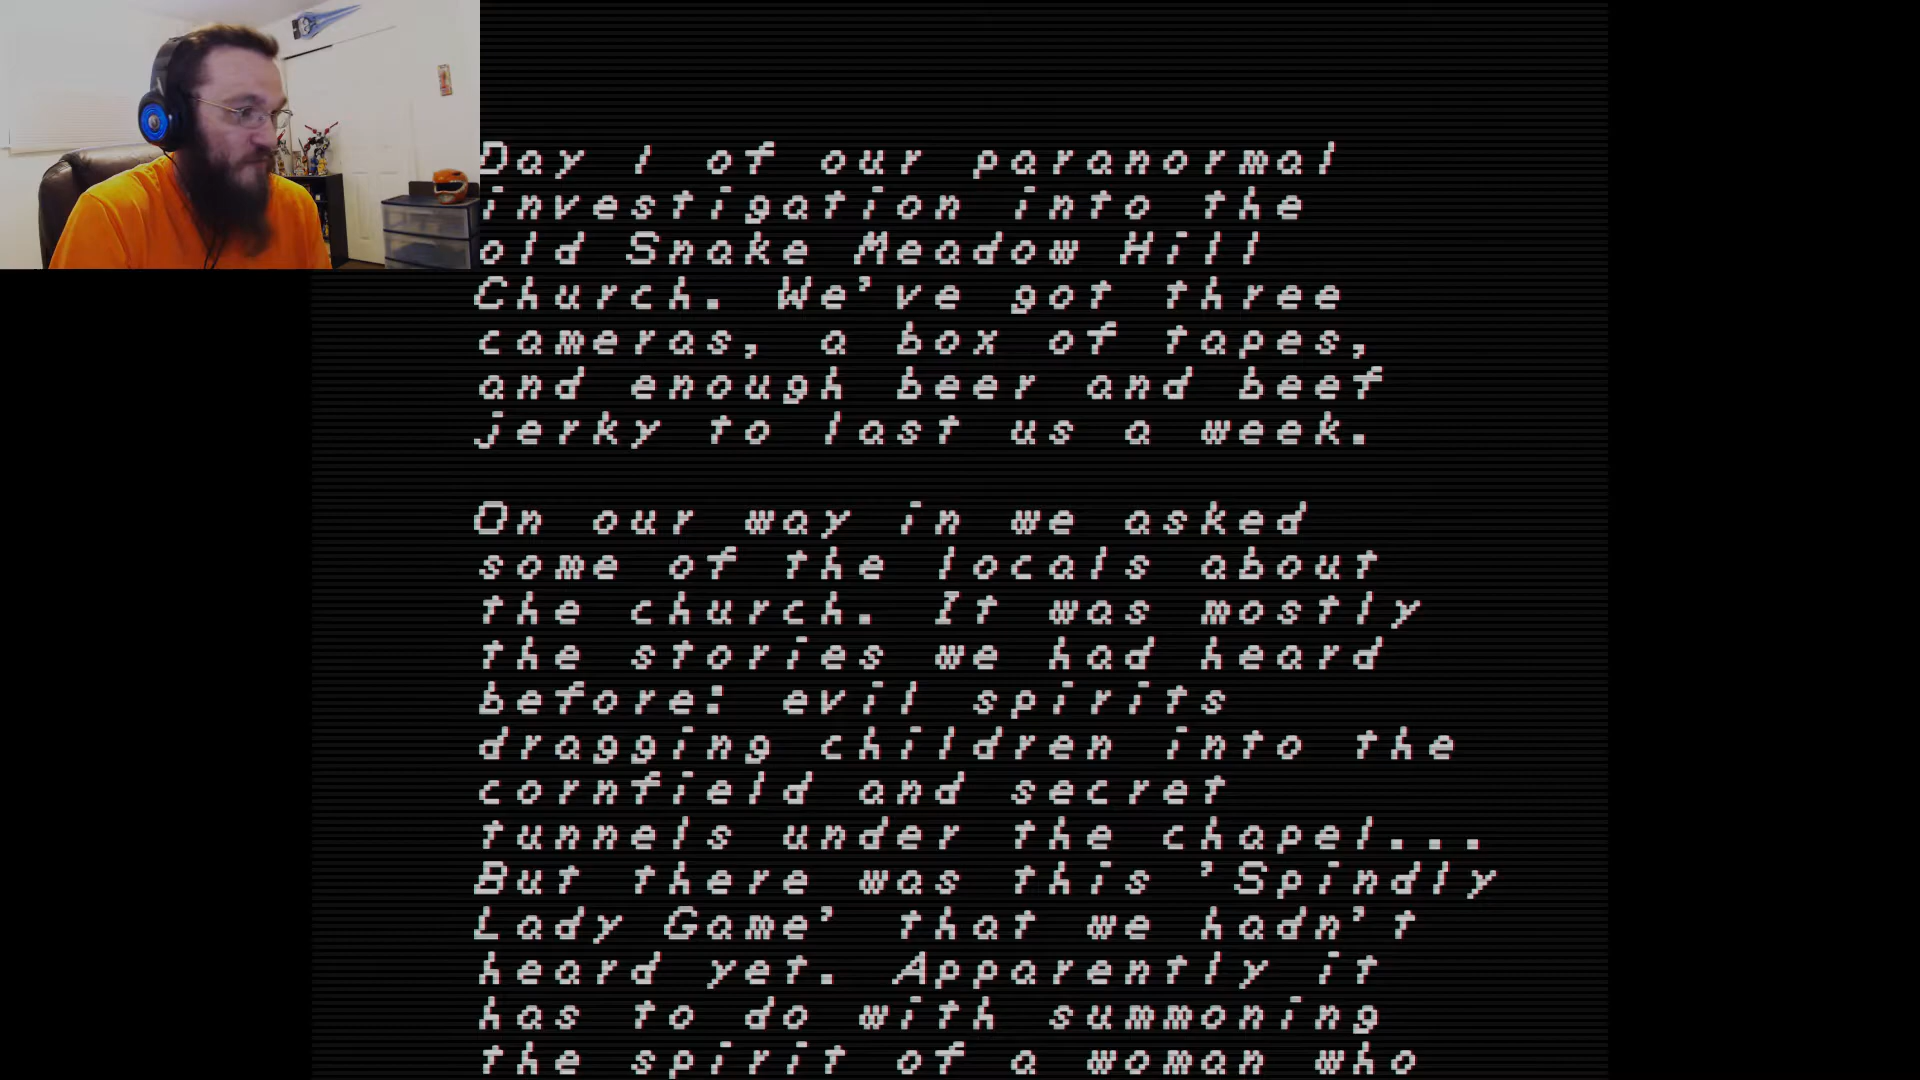 Day 1 of our paranormal
investigation into the
old Snake Meadow Hill
Church. We've got three
cameras, a box of tapes,
and enough beer and beef
jerky to last us a week.
On our way in we asked
some of the locals about
the church. It was mostly
the stories we had heard
before: evil spirits
dragging children into the
cornfield and secret
tunnels under the chapel...
But there was this 'Spindly
Lady Game' that we hadn't
heard yet. Apparently it
has to do with summoning
the spirit of a woman who